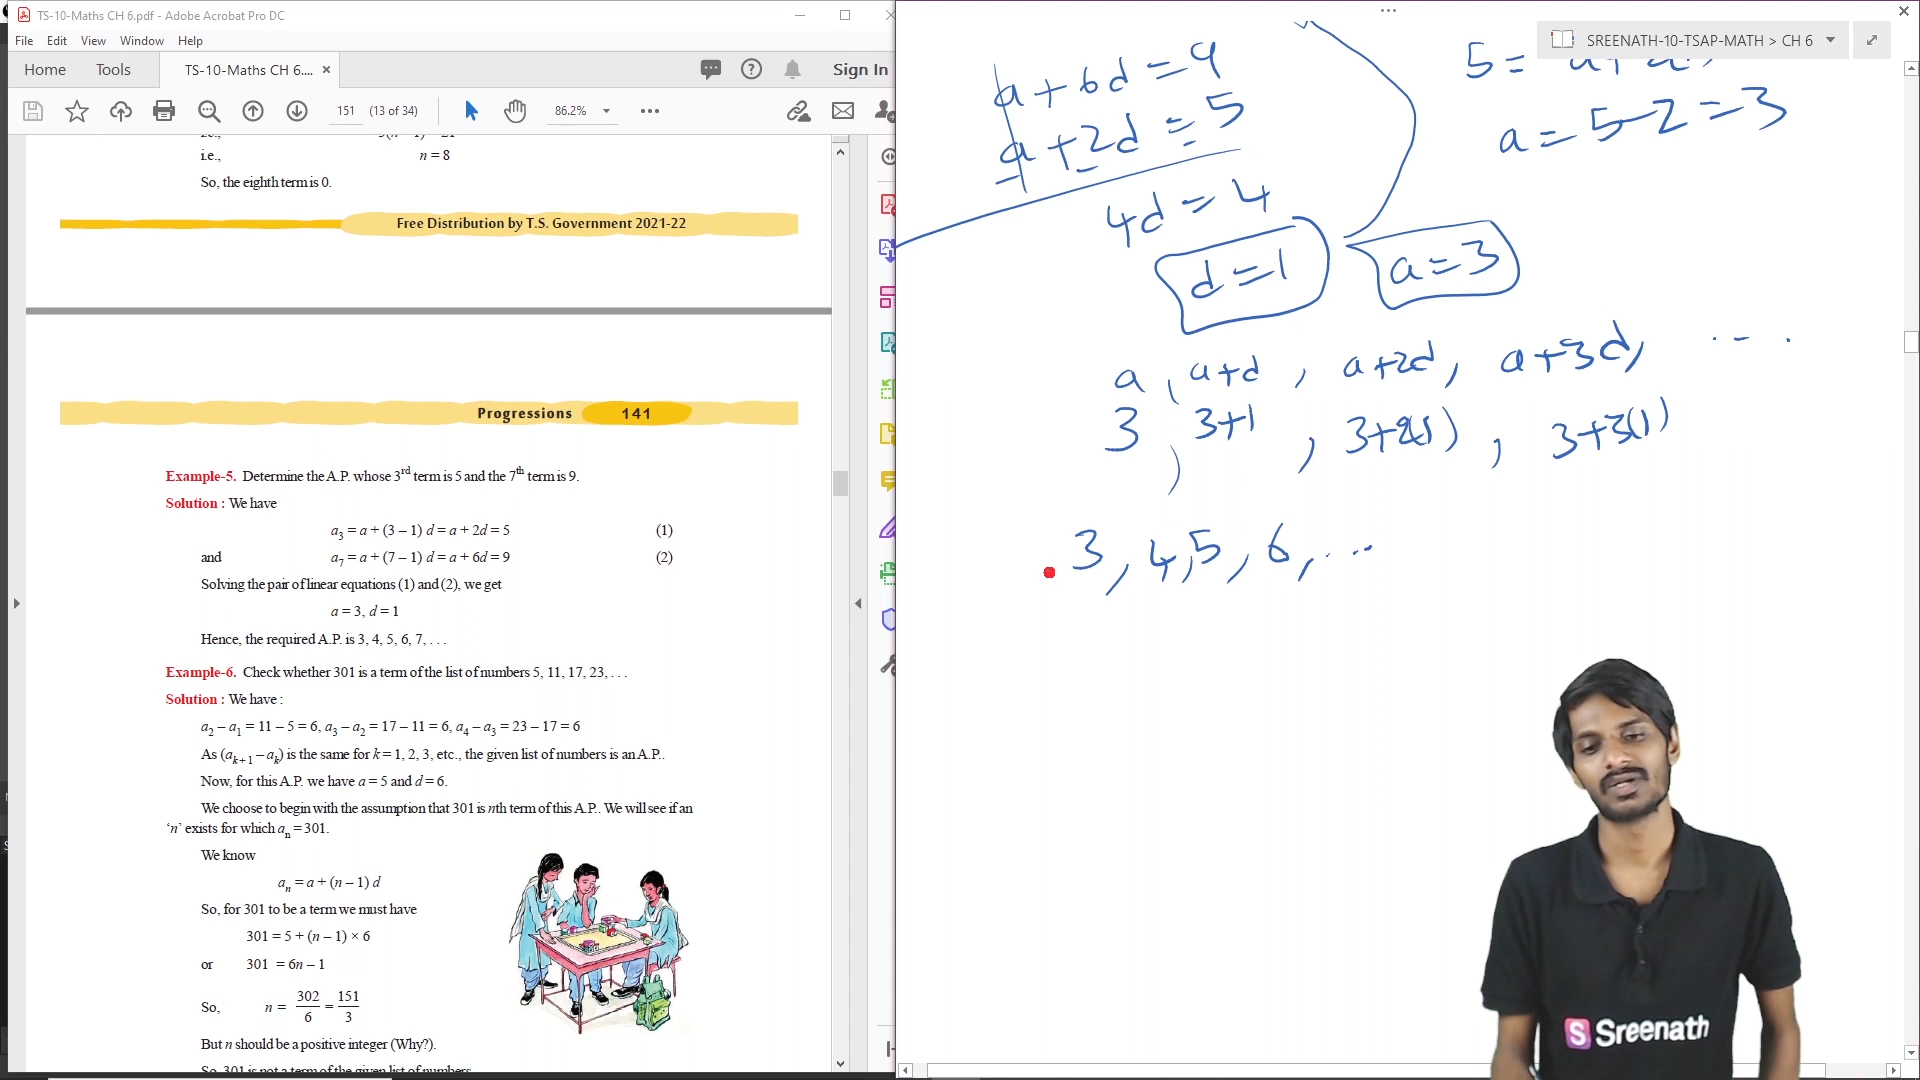 TS-10-Maths CH 6.pdf - Adobe Acrobat Pro DC
File Edit View Window Help
Home Tools TS-10-Maths CH 6.... × Sign In
151 (13 of 34) 86.2%
i.e., n = 8
So, the eighth term is 0.
Free Distribution by T.S. Government 2021-22
Progressions 141
Example-5. Determine the A.P. whose 3rd term is 5 and the 7th term is 9.
Solution : We have
a3 = a + (3 – 1) d = a + 2d = 5 (1)
and a7 = a + (7 – 1) d = a + 6d = 9 (2)
Solving the pair of linear equations (1) and (2), we get
a = 3, d = 1
Hence, the required A.P. is 3, 4, 5, 6, 7, . . .
Example-6. Check whether 301 is a term of the list of numbers 5, 11, 17, 23, . . .
Solution : We have :
a2 – a1 = 11 – 5 = 6, a3 – a2 = 17 – 11 = 6, a4 – a3 = 23 – 17 = 6
As (ak+1 – ak) is the same for k = 1, 2, 3, etc., the given list of numbers is an A.P..
Now, for this A.P. we have a = 5 and d = 6.
We choose to begin with the assumption that 301 is nth term of this A.P.. We will see if an
‘n’ exists for which an = 301.
We know
an = a + (n – 1) d
So, for 301 to be a term we must have
301 = 5 + (n – 1) × 6
or 301 = 6n – 1
So, n = 302/6 = 151/3
But n should be a positive integer (Why?).
So, 301 is not a term of the given list of numbers.
SREENATH-10-TSAP-MATH > CH 6
a + 6d = 9
a + 2d = 5
4d = 4
d = 1
5 =
a = 5 - 2 = 3
a = 3
a, a+d, a+2d, a+3d, ....
3, 3+1, 3+2(1), 3+3(1)
3, 4, 5, 6, ....
Sreenath